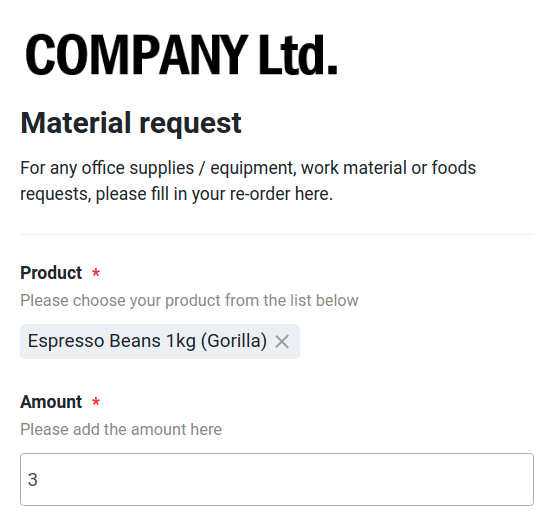 COMPANY Ltd.
Material request
For any office supplies / equipment, work material or foods
requests, please fill in your re-order here.
Product *
Please choose your product from the list below
Espresso Beans 1kg (Gorilla) ×
Amount *
Please add the amount here
3